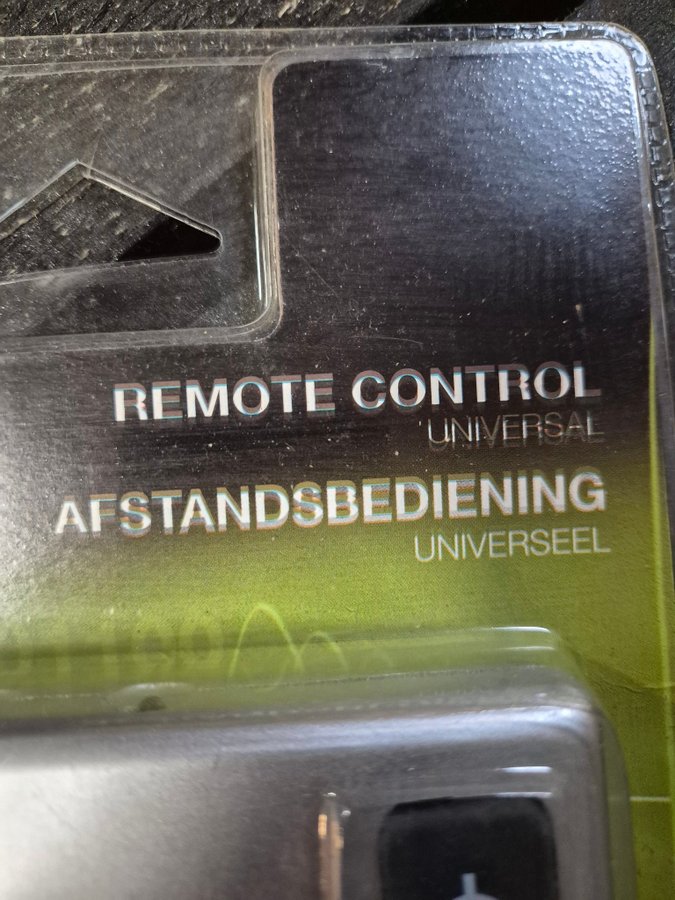 REMOTE CONTROL
UNIVERSAL
AFSTANDSBEDIENING
UNIVERSEEL